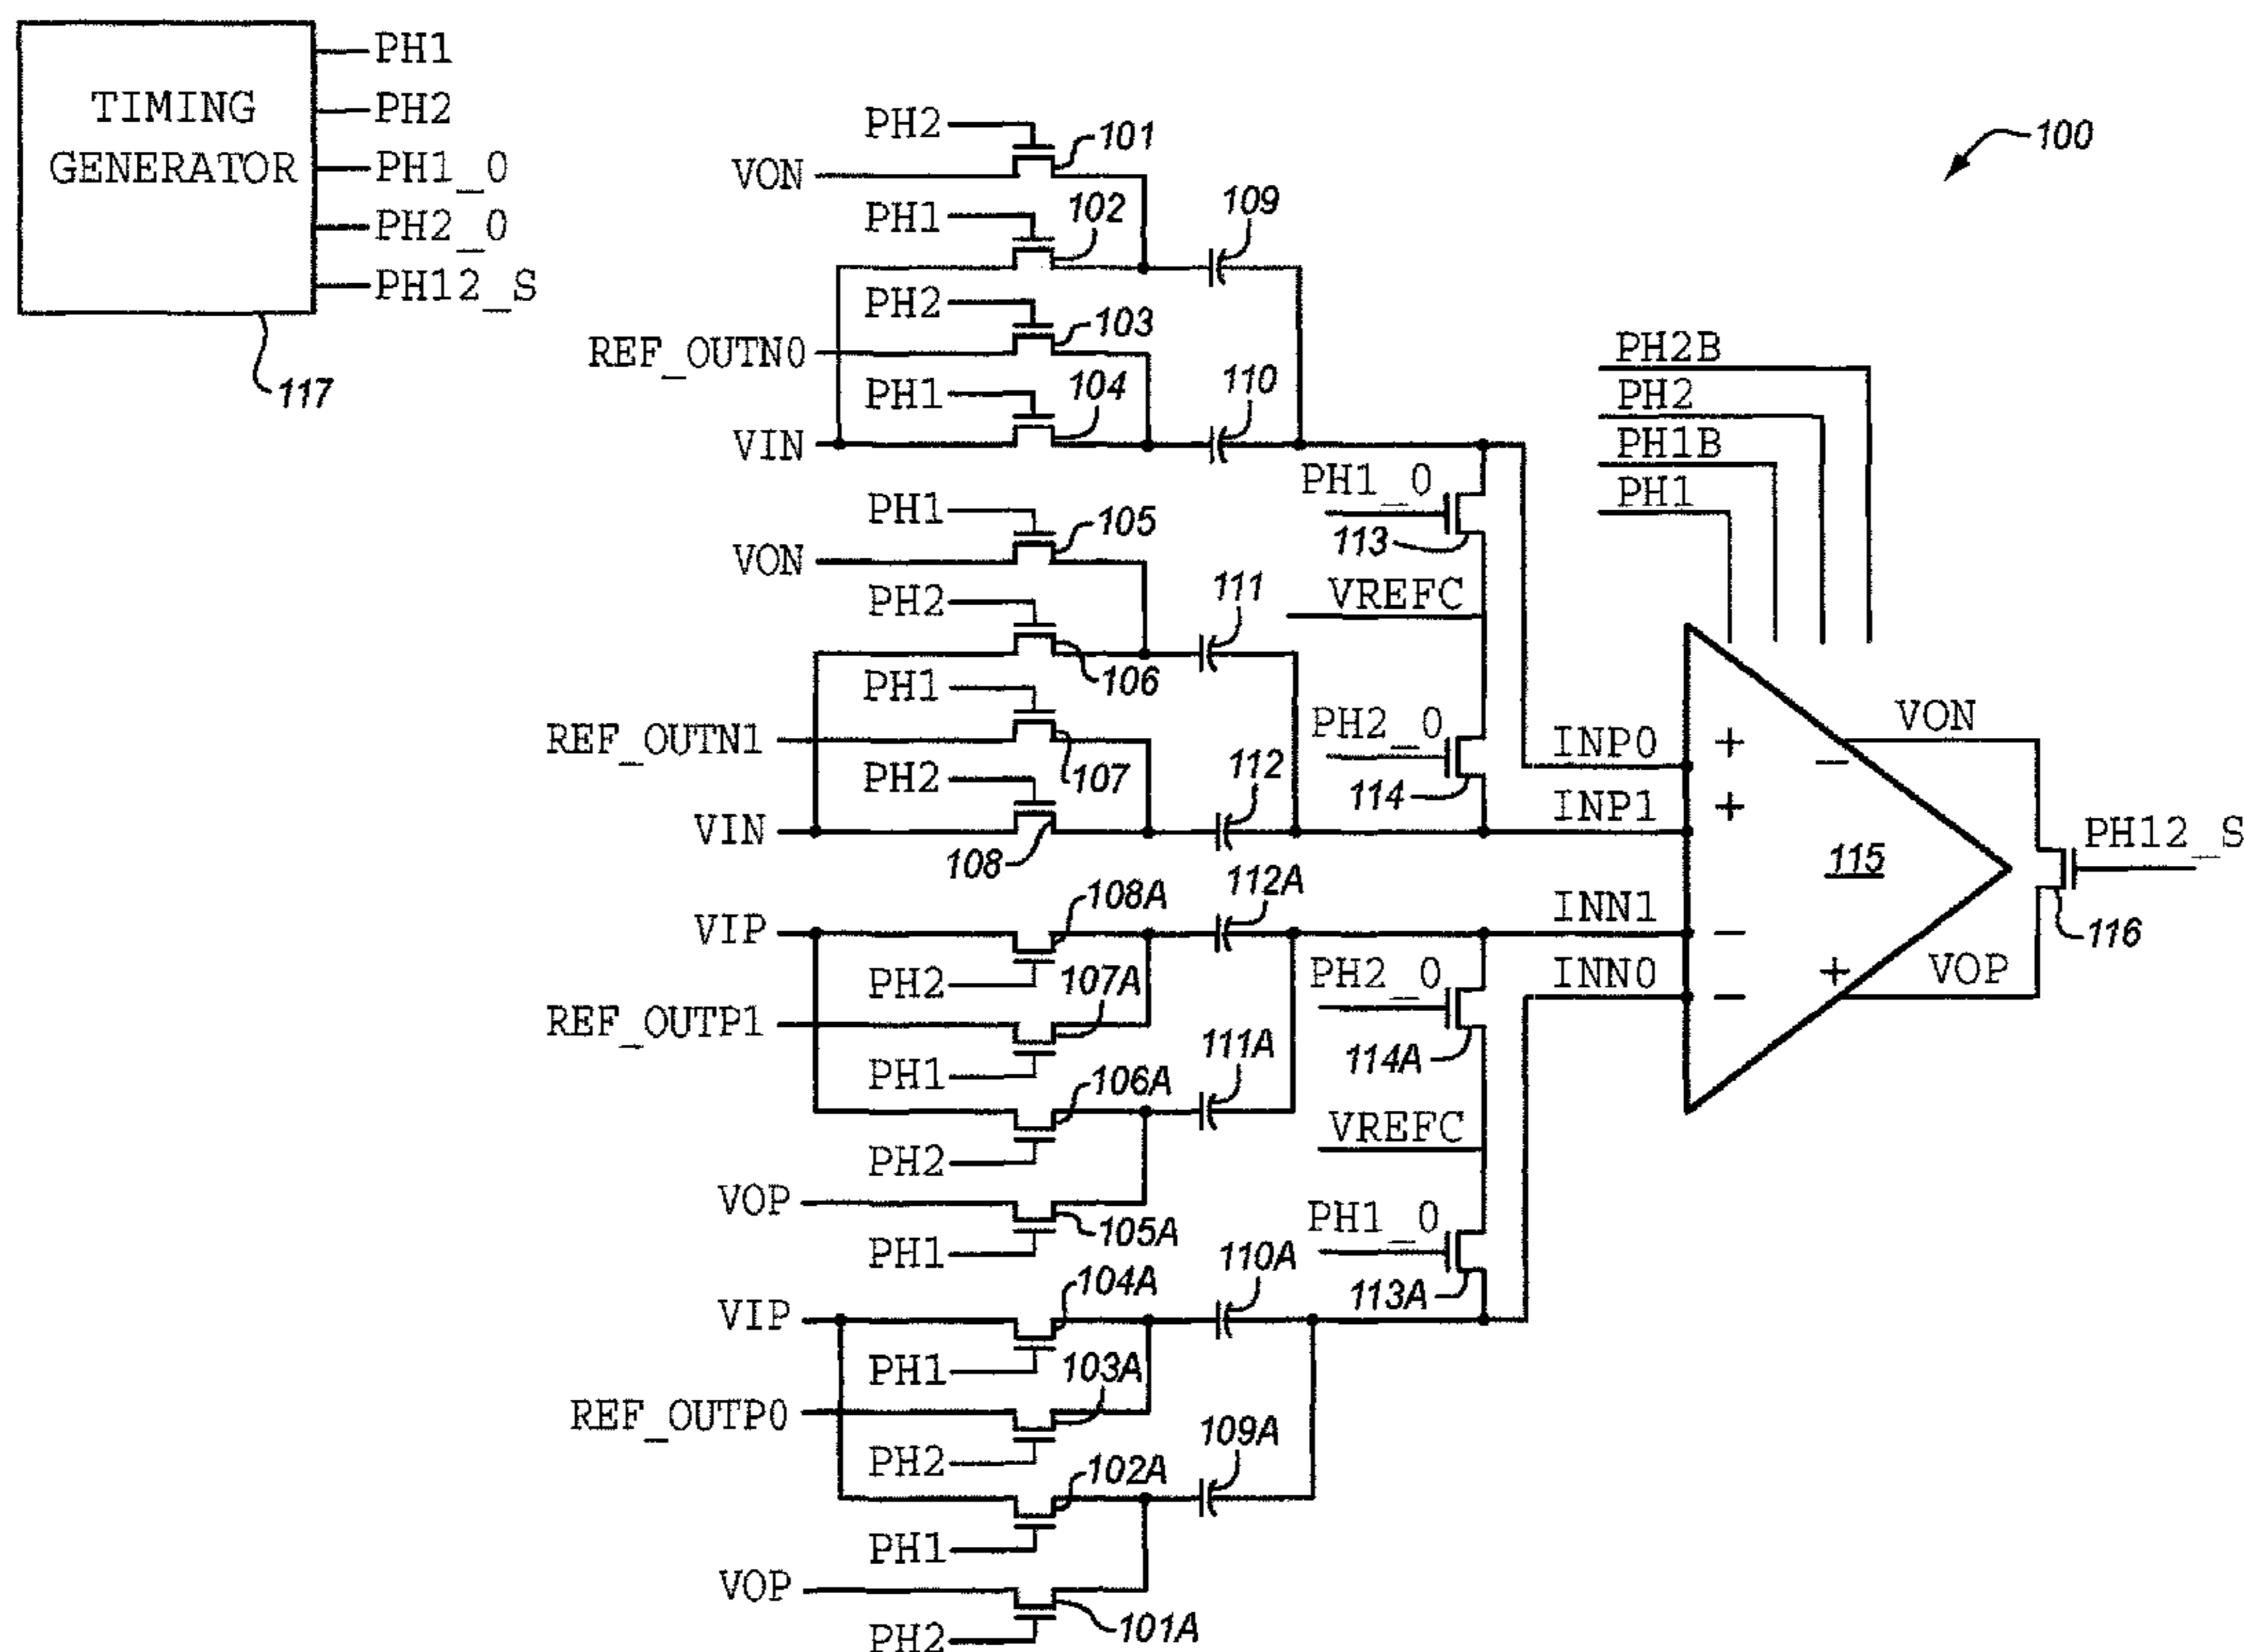 TIMING
GENERATOR
PH1
PH2
PH1_0
PH2_0
PH12_S
117
100
PH2
101
VON
PH1
102
109
PH2
103
REF_OUTN0
PH1
104
110
VIN
PH1
105
VON
PH2
106
111
PH1
107
REF_OUTN1
PH2
108
112
VIN
PH1_0
113
VREFC
PH2_0
114
PH2B
PH2
PH1B
PH1
INP0
+
INP1
+
115
INN1
−
INN0
−
VON
−
VOP
+
PH12_S
116
VIP
108A
112A
PH2
107A
REF_OUTP1
PH1
106A
111A
PH2
VOP
105A
PH1
PH2_0
114A
VREFC
PH1_0
113A
VIP
104A
110A
PH1
103A
REF_OUTP0
PH2
102A
109A
PH1
VOP
101A
PH2